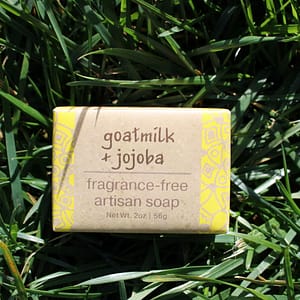 goatmilk
+ jojoba
fragrance-free
artisan soap
Net Wt. 2oz | 56g